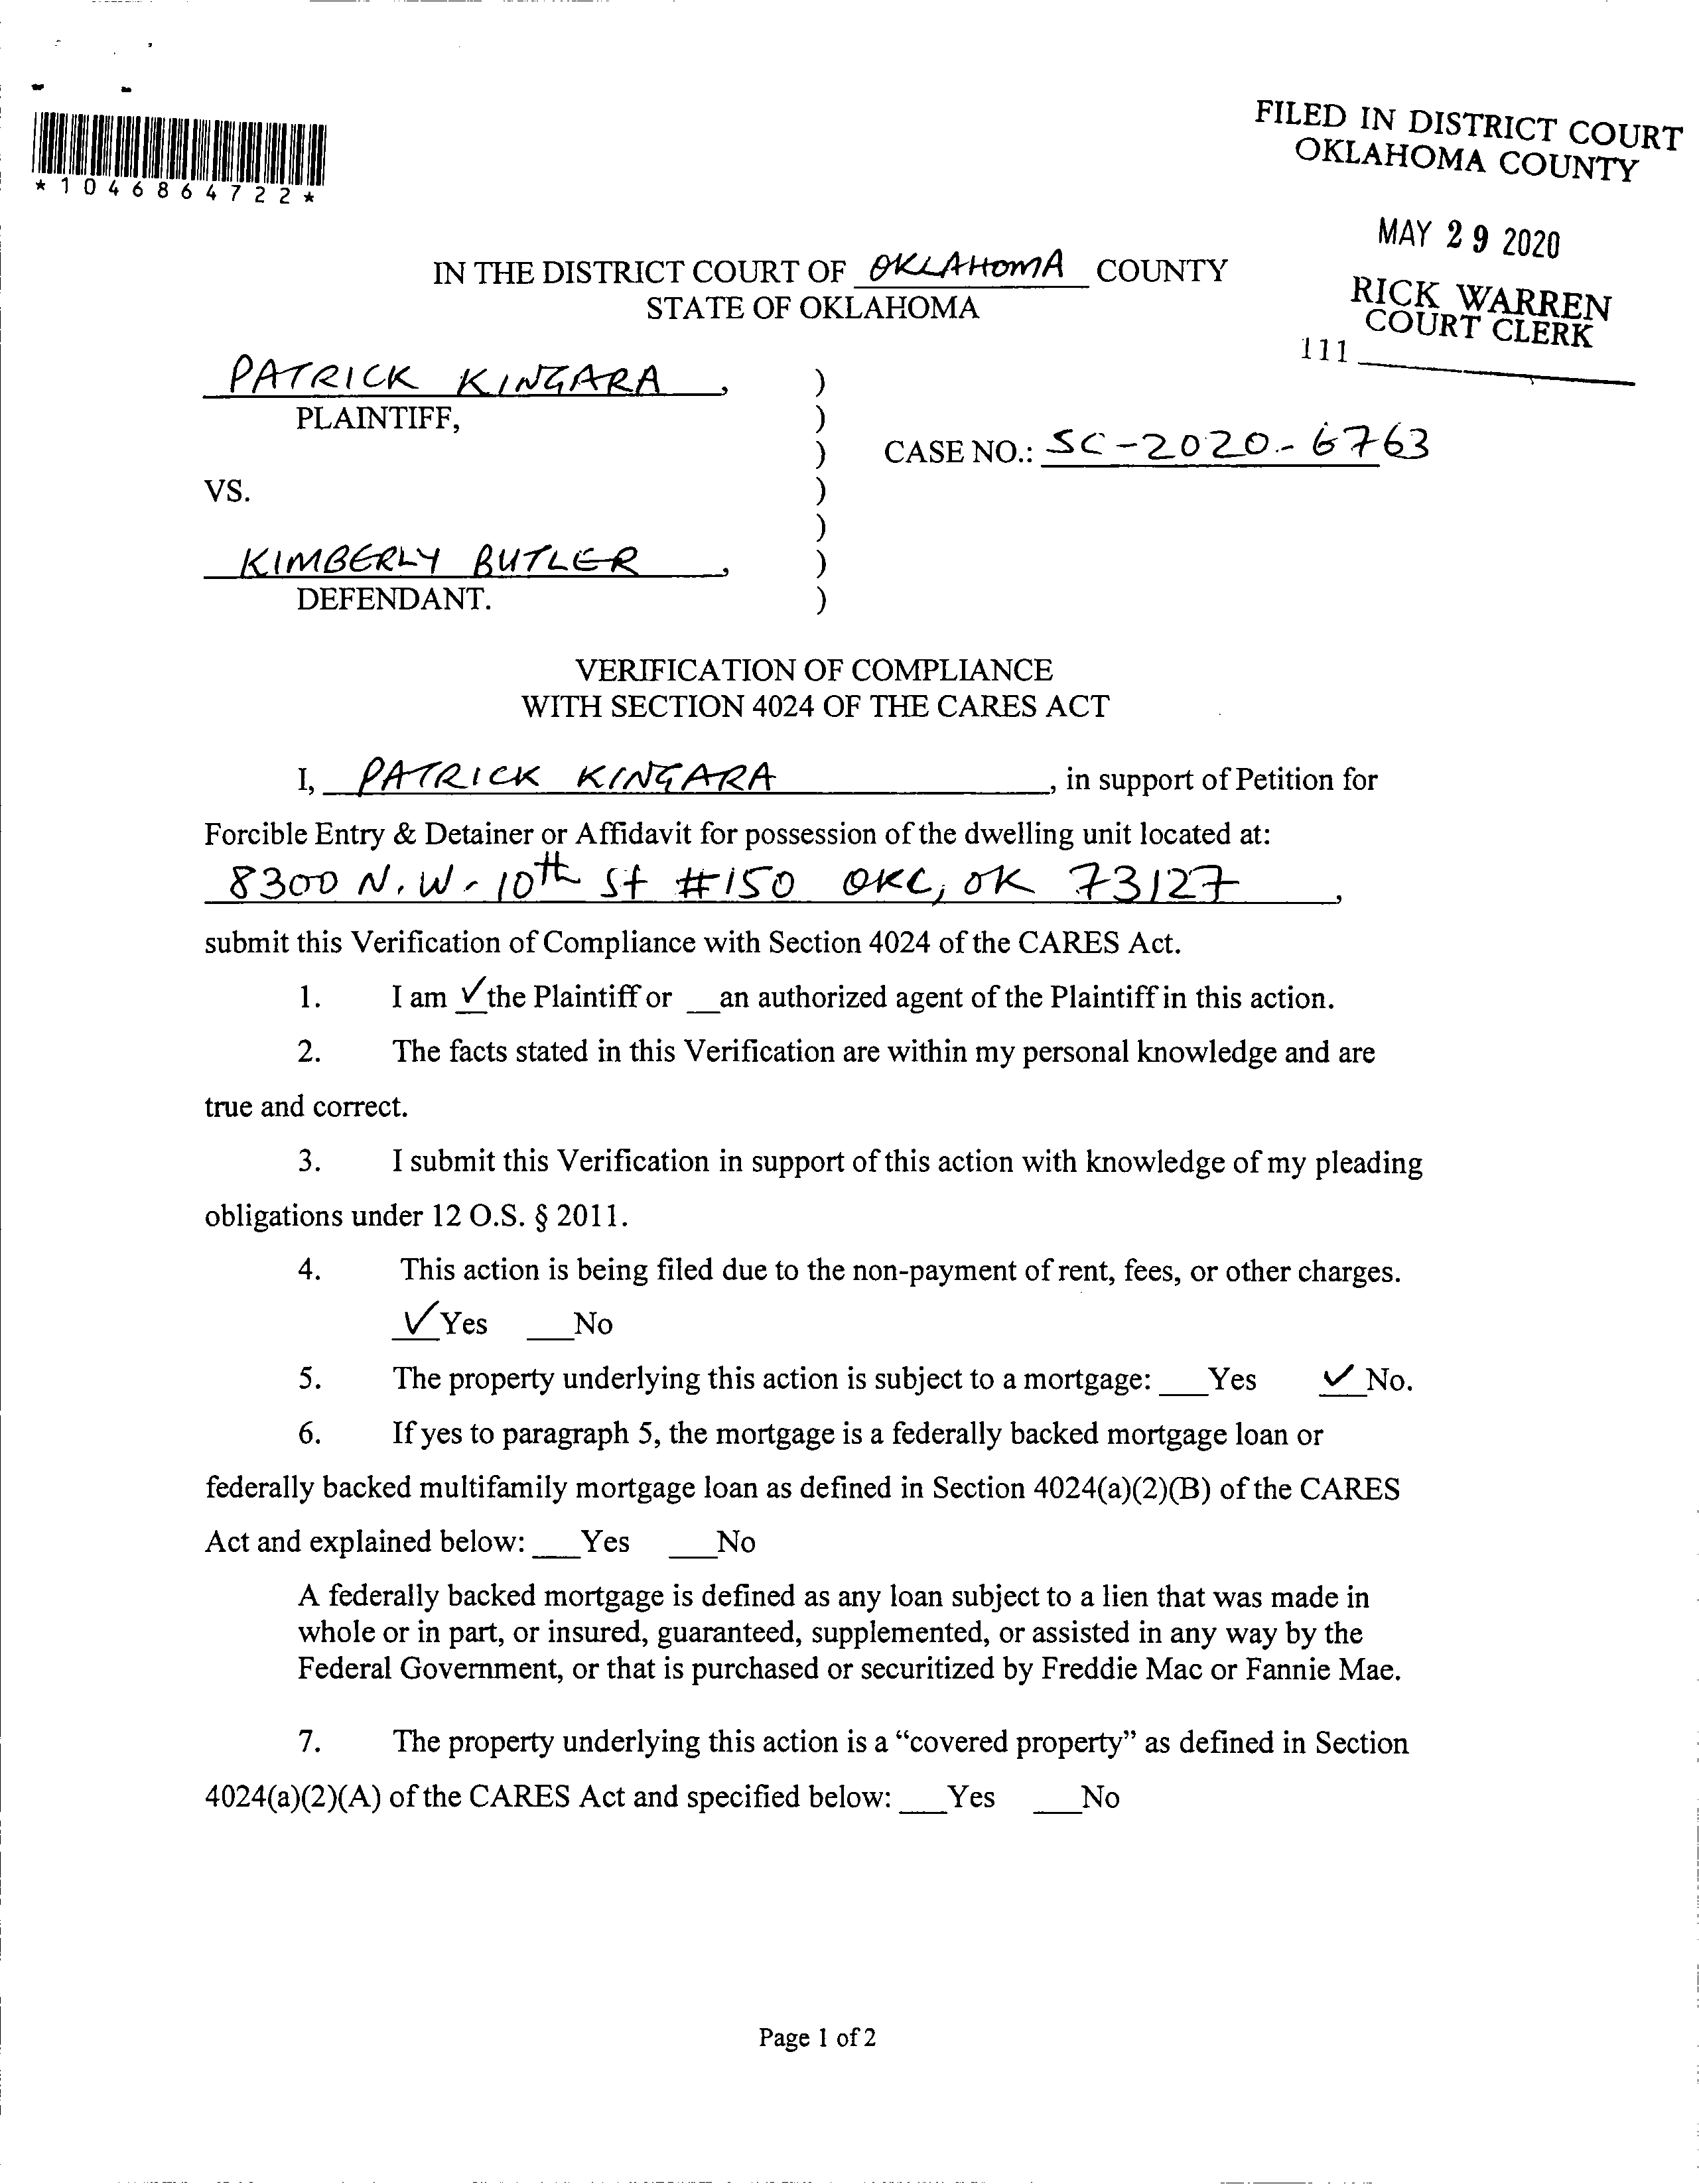 *1046864722*
FILED IN DISTRICT COURT
OKLAHOMA COUNTY
MAY 29 2020
RICK WARREN
COURT CLERK
111
IN THE DISTRICT COURT OF OKLAHOMA COUNTY
STATE OF OKLAHOMA
PATRICK KINGARA, )
PLAINTIFF, )
) CASE NO.: SC-2020-6763
VS. )
)
KIMBERLY BUTLER, )
DEFENDANT. )
VERIFICATION OF COMPLIANCE
WITH SECTION 4024 OF THE CARES ACT
I, PATRICK KINGARA, in support of Petition for
Forcible Entry & Detainer or Affidavit for possession of the dwelling unit located at:
8300 N.W. 10th St #150 OKC, OK 73127,
submit this Verification of Compliance with Section 4024 of the CARES Act.
1. I am ✓the Plaintiff or __an authorized agent of the Plaintiff in this action.
2. The facts stated in this Verification are within my personal knowledge and are
true and correct.
3. I submit this Verification in support of this action with knowledge of my pleading
obligations under 12 O.S. § 2011.
4. This action is being filed due to the non-payment of rent, fees, or other charges.
✓Yes ___No
5. The property underlying this action is subject to a mortgage: ___Yes ✓No.
6. If yes to paragraph 5, the mortgage is a federally backed mortgage loan or
federally backed multifamily mortgage loan as defined in Section 4024(a)(2)(B) of the CARES
Act and explained below: ___Yes ___No
A federally backed mortgage is defined as any loan subject to a lien that was made in
whole or in part, or insured, guaranteed, supplemented, or assisted in any way by the
Federal Government, or that is purchased or securitized by Freddie Mac or Fannie Mae.
7. The property underlying this action is a “covered property” as defined in Section
4024(a)(2)(A) of the CARES Act and specified below: ___Yes ___No
Page 1 of 2